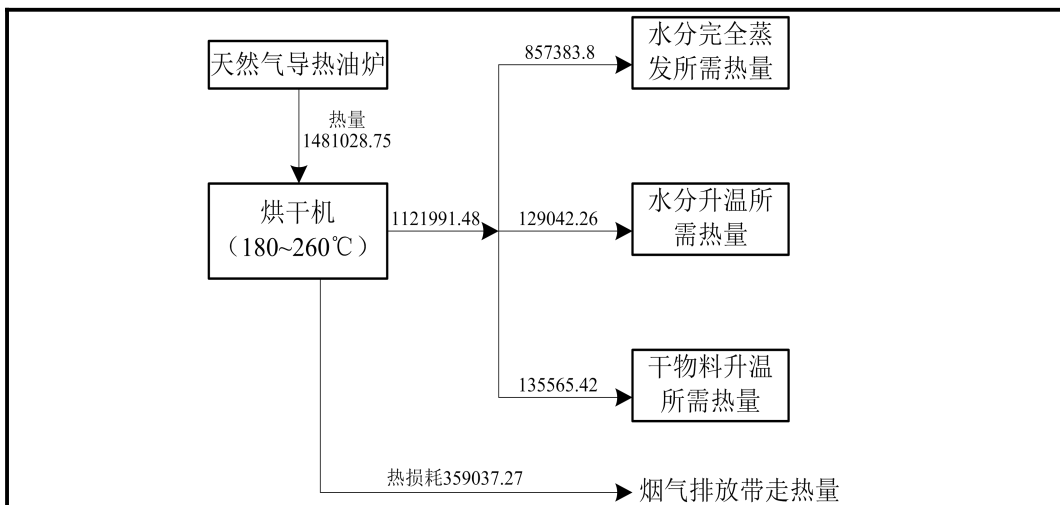 天然气导热油炉
热量
1481028.75
烘干机
（180~260℃）
1121991.48
857383.8
水分完全蒸
发所需热量
129042.26
水分升温所
需热量
135565.42
干物料升温
所需热量
热损耗359037.27
烟气排放带走热量